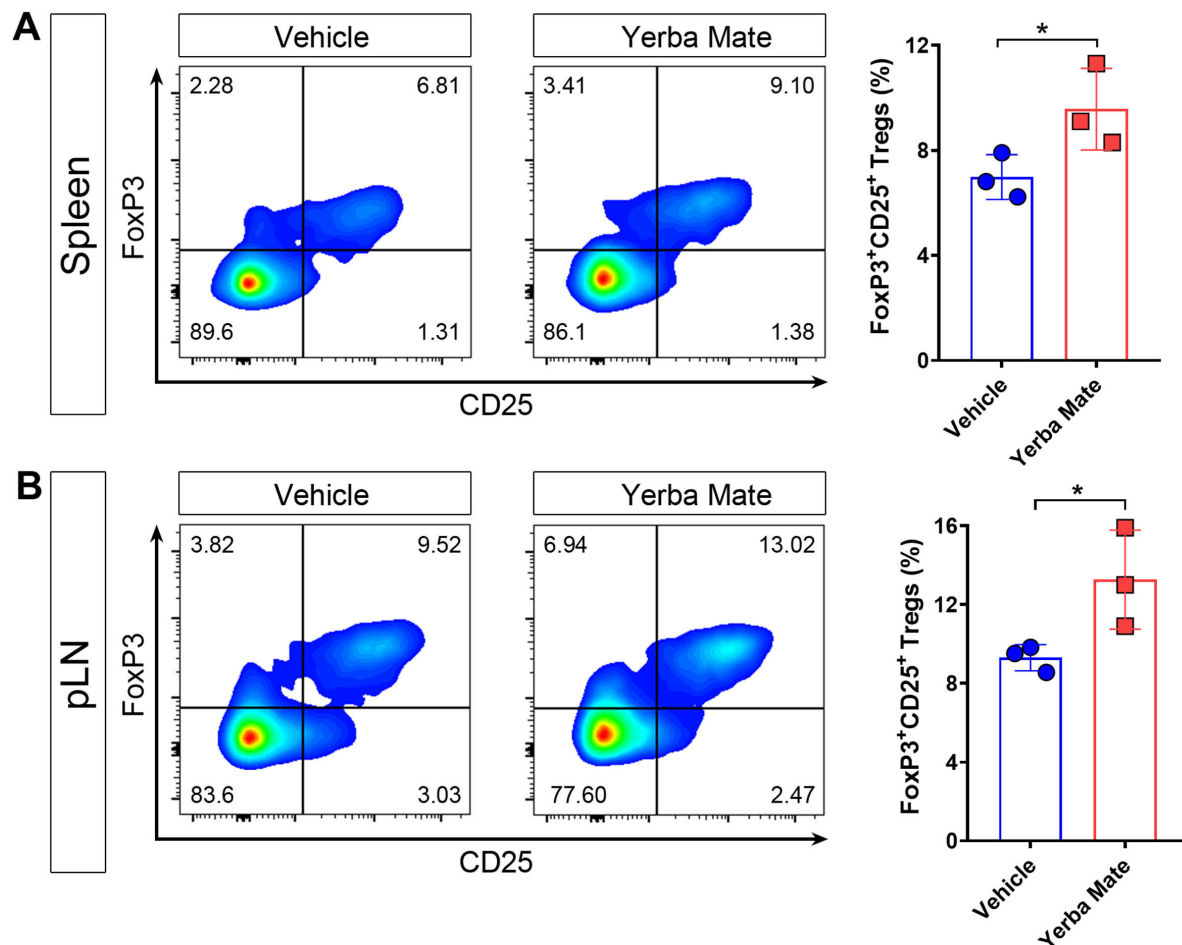 A
Spleen
Vehicle
Yerba Mate
2.28
6.81
89.6
1.31
3.41
9.10
86.1
1.38
FoxP3
CD25
*
12
8
4
0
FoxP3⁺CD25⁺ Tregs (%)
Vehicle
Yerba Mate
B
pLN
Vehicle
Yerba Mate
3.82
9.52
83.6
3.03
6.94
13.02
77.60
2.47
FoxP3
CD25
*
16
12
8
4
0
FoxP3⁺CD25⁺ Tregs (%)
Vehicle
Yerba Mate